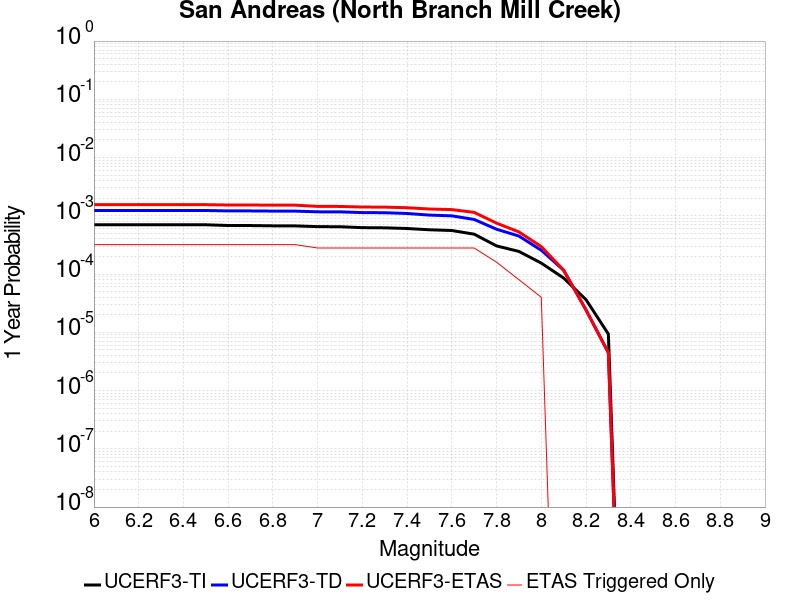 San Andreas (North Branch Mill Creek)
10^0
10^-1
10^-2
10^-3
10^-4
10^-5
10^-6
10^-7
10^-8
1 Year Probability
6 6.2 6.4 6.6 6.8 7 7.2 7.4 7.6 7.8 8 8.2 8.4 8.6 8.8 9
Magnitude
UCERF3-TI UCERF3-TD UCERF3-ETAS ETAS Triggered Only